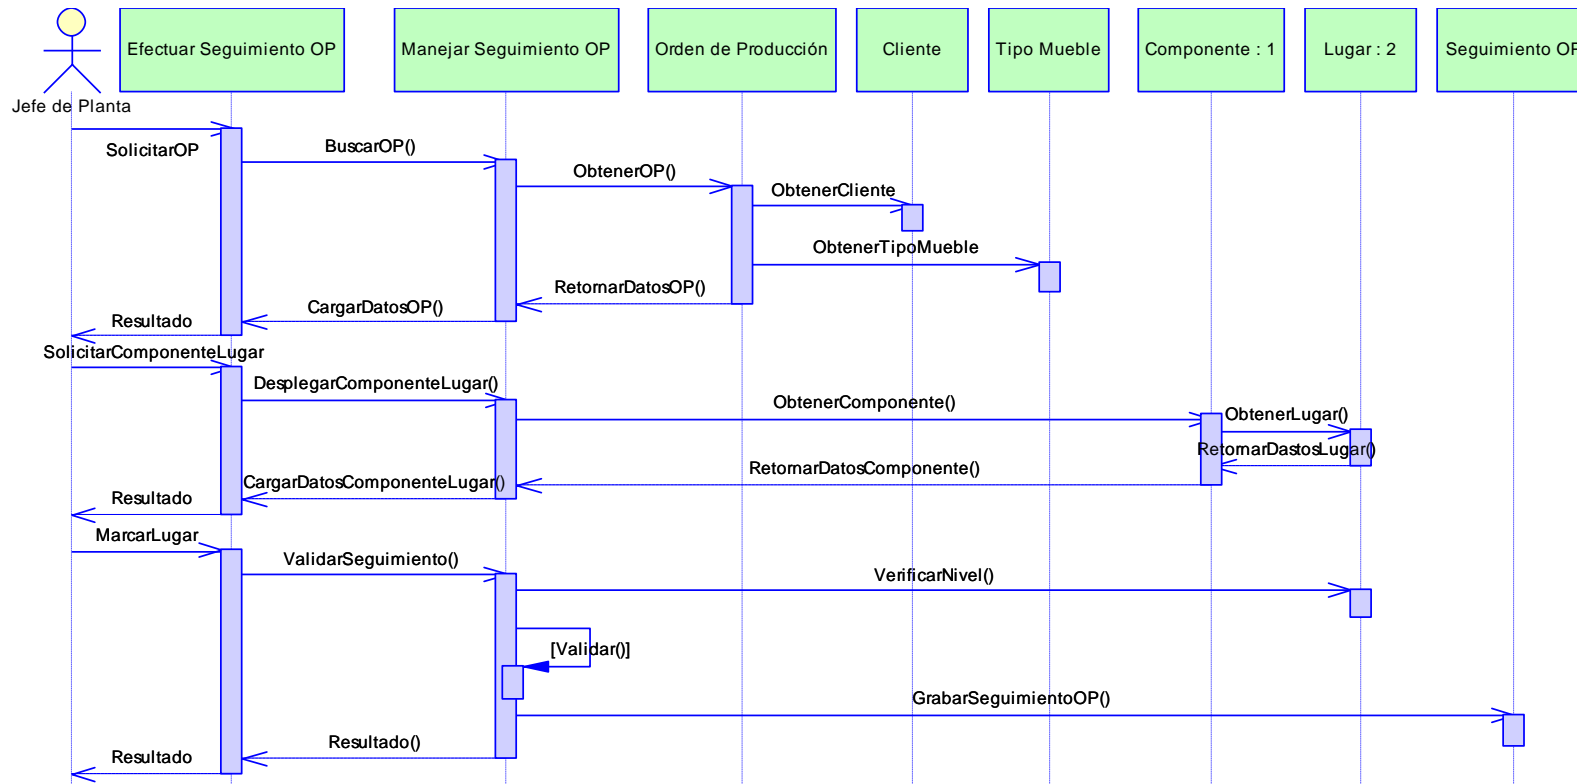 Efectuar Seguimiento OP
Manejar Seguimiento OP
Orden de Producción
Cliente
Tipo Mueble
Componente : 1
Lugar : 2
Seguimiento OP
Jefe de Planta
SolicitarOP
BuscarOP()
ObtenerOP()
ObtenerCliente
ObtenerTipoMueble
RetornarDatosOP()
CargarDatosOP()
Resultado
SolicitarComponenteLugar
DesplegarComponenteLugar()
ObtenerComponente()
ObtenerLugar()
RetornarDastosLugar()
RetornarDatosComponente()
CargarDatosComponenteLugar()
Resultado
MarcarLugar
ValidarSeguimiento()
VerificarNivel()
[Validar()]
GrabarSeguimientoOP()
Resultado()
Resultado